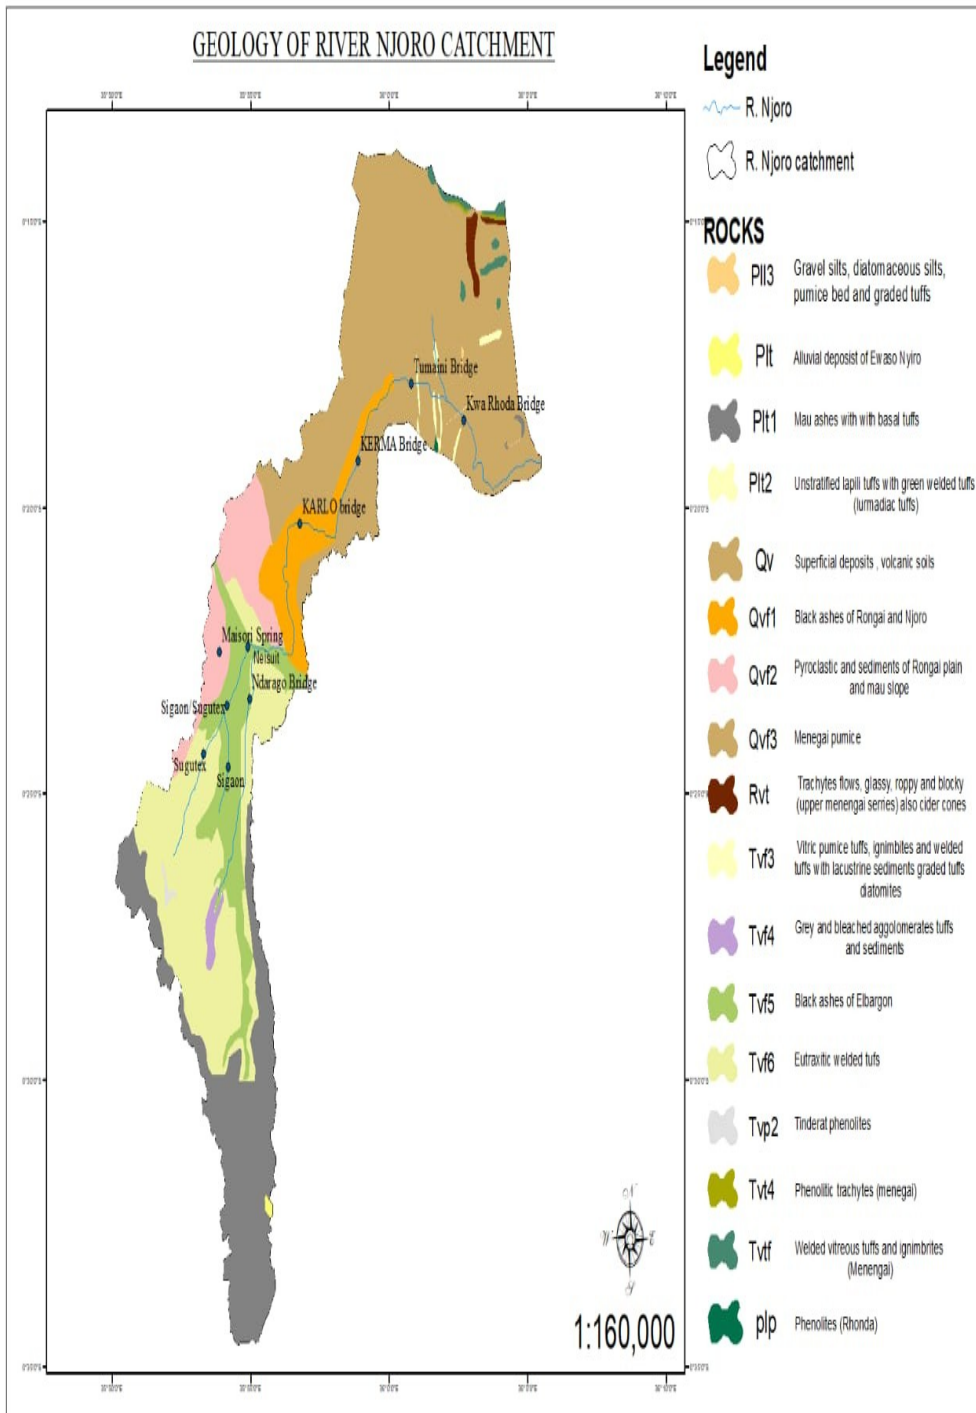 GEOLOGY OF RIVER NJORO CATCHMENT
Legend
R. Njoro
R. Njoro catchment
ROCKS
Pll3 Gravel silts, diatomaceous silts,
pumice bed and graded tuffs
Plt Alluvial deposist of Ewaso Nyiro
Plt1 Mau ashes with with basal tuffs
Plt2 Unstratified lapili tuffs with green welded tuffs
(lurmadiac tuffs)
Qv Superficial deposits , volcanic soils
Qvf1 Black ashes of Rongai and Njoro
Qvf2 Pyroclastic and sediments of Rongai plain
and mau slope
Qvf3 Menegai pumice
Rvt Trachytes flows, glassy, roppy and blocky
(upper menengai serries) also cider cones
Tvf3 Vitric pumice tuffs, ignimbites and welded
tuffs with lacustrine sediments graded tuffs
diatomites
Tvf4 Grey and bleached aggolomerates tuffs
and sediments
Tvf5 Black ashes of Elbargon
Tvf6 Eutraxitic welded tufs
Tvp2 Tinderat phenolites
Tvt4 Phenolitic trachytes (menegai)
Tvtf Welded vitreous tuffs and ignimbrites
(Menengai)
plp Phenolites (Rhonda)
Tumaini Bridge
Kwa Rhoda Bridge
KERMA Bridge
KARLO bridge
Maisori Spring
Nesuit
Ndarago Bridge
Sigaon/Sugutex
Sugutex
Sigaon
N
W E
S
1:160,000